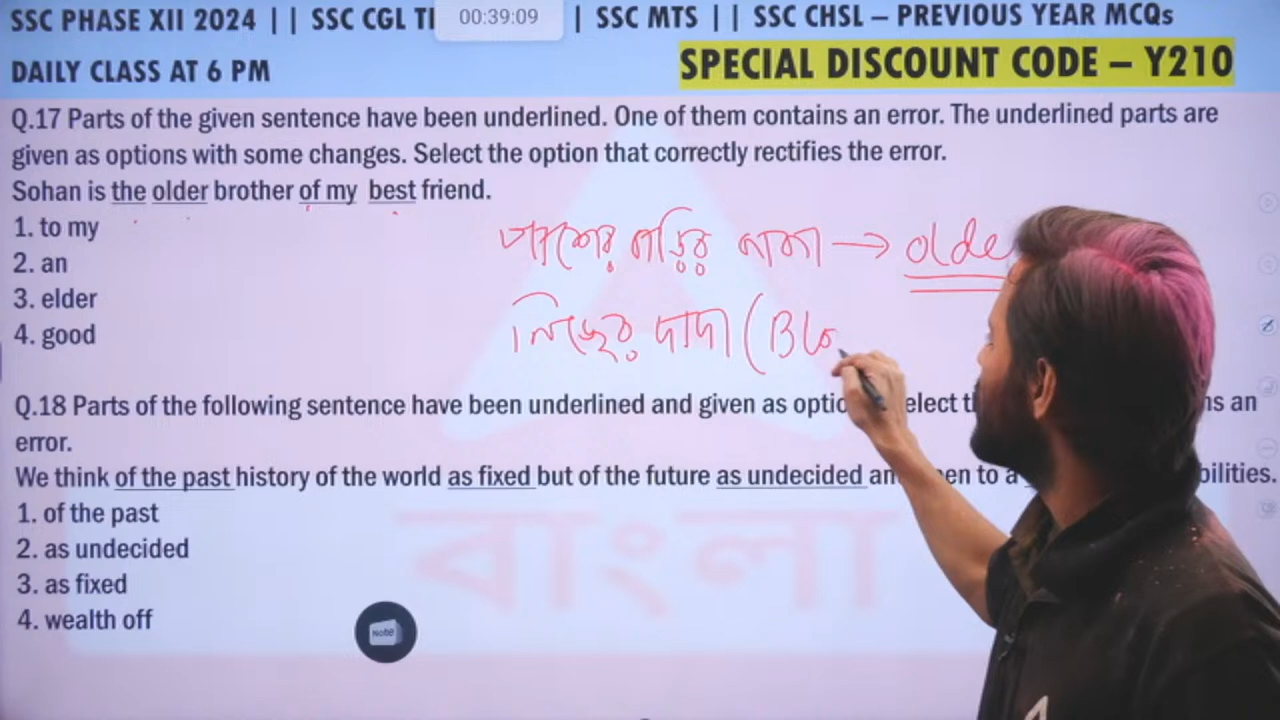 SSC PHASE XII 2024 || SSC CGL TI 00:39:09 | SSC MTS || SSC CHSL – PREVIOUS YEAR MCQs
DAILY CLASS AT 6 PM SPECIAL DISCOUNT CODE – Y210
Q.17 Parts of the given sentence have been underlined. One of them contains an error. The underlined parts are
given as options with some changes. Select the option that correctly rectifies the error.
Sohan is the older brother of my best friend.
1. to my
2. an
3. elder
4. good
পাশের বাড়ির দাদা → olde
নিজের দাদা (Blo
Q.18 Parts of the following sentence have been underlined and given as optio elect th ns an
error.
We think of the past history of the world as fixed but of the future as undecided an en to a bilities.
1. of the past
2. as undecided
3. as fixed
4. wealth off
বাংলা
Note